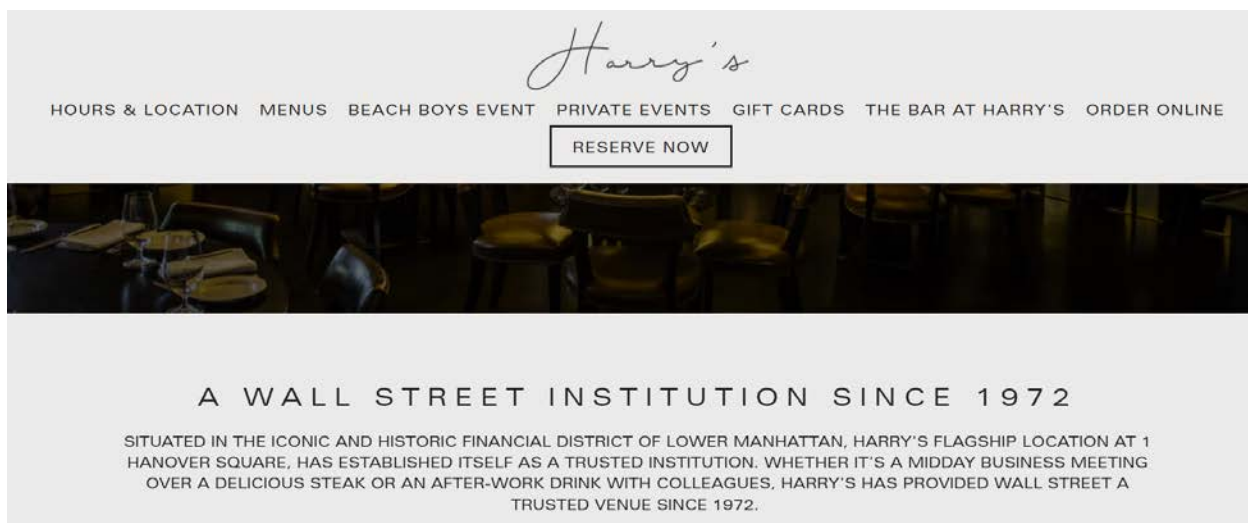 Harry's
HOURS & LOCATION MENUS BEACH BOYS EVENT PRIVATE EVENTS GIFT CARDS THE BAR AT HARRY'S ORDER ONLINE
RESERVE NOW
A WALL STREET INSTITUTION SINCE 1972
SITUATED IN THE ICONIC AND HISTORIC FINANCIAL DISTRICT OF LOWER MANHATTAN, HARRY'S FLAGSHIP LOCATION AT 1
HANOVER SQUARE, HAS ESTABLISHED ITSELF AS A TRUSTED INSTITUTION. WHETHER IT'S A MIDDAY BUSINESS MEETING
OVER A DELICIOUS STEAK OR AN AFTER-WORK DRINK WITH COLLEAGUES, HARRY'S HAS PROVIDED WALL STREET A
TRUSTED VENUE SINCE 1972.